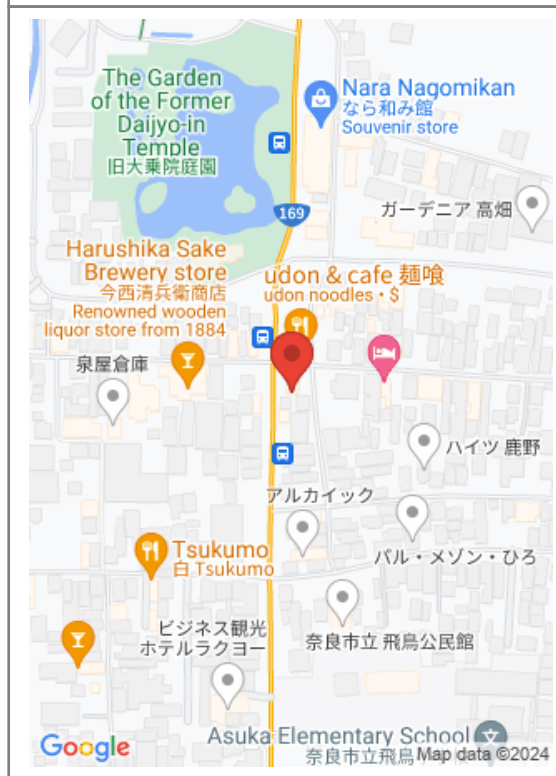 The Garden
of the Former
Daijyo-in
Temple
旧大乗院庭園
Nara Nagomikan
なら和み館
Souvenir store
169
ガーデニア 高畑
Harushika Sake
Brewery store
今西清兵衛商店
Renowned wooden
liquor store from 1884
udon & cafe 麺喰
udon noodles • $
泉屋倉庫
ハイツ 鹿野
アルカイック
Tsukumo
白 Tsukumo
パル・メゾン・ひろ
ビジネス観光
ホテルラクヨー
奈良市立 飛鳥公民館
Asuka Elementary School
奈良市立飛鳥
Google
Map data ©2024